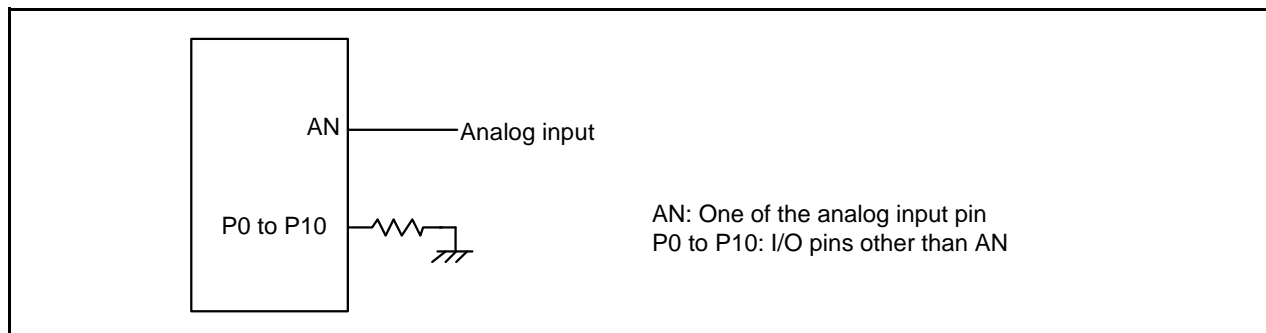 AN
Analog input
P0 to P10
AN: One of the analog input pin
P0 to P10: I/O pins other than AN